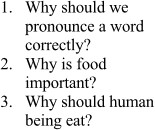 1. Why should we
pronounce a word
correctly?
2. Why is food
important?
3. Why should human
being eat?